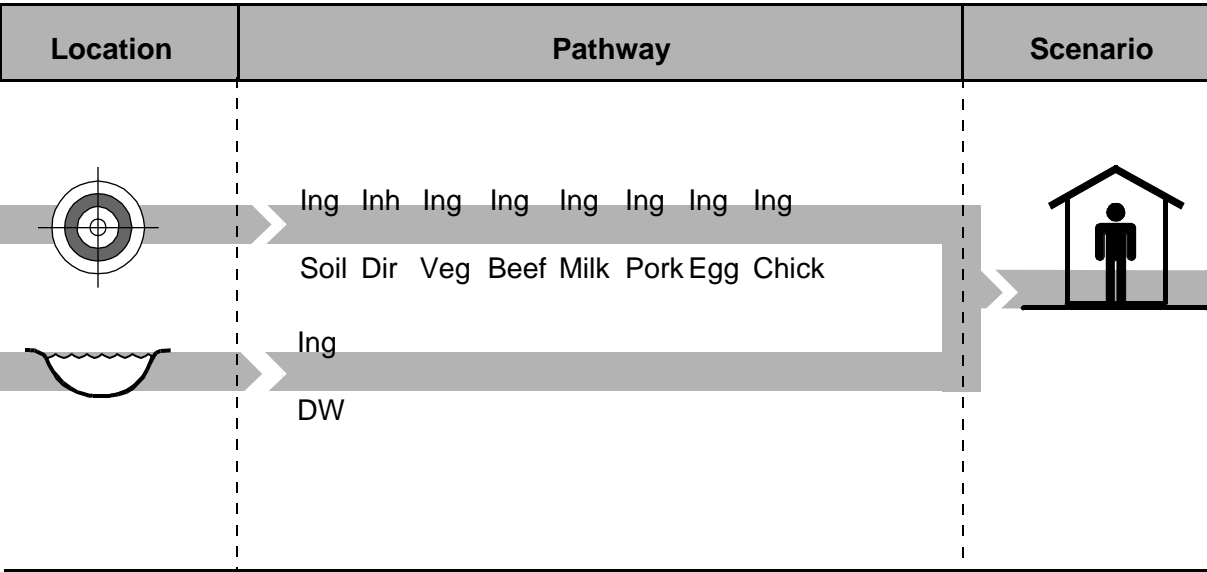 Location Pathway Scenario
Ing Inh Ing Ing Ing Ing Ing Ing
Soil Dir Veg Beef Milk Pork Egg Chick
Ing
DW